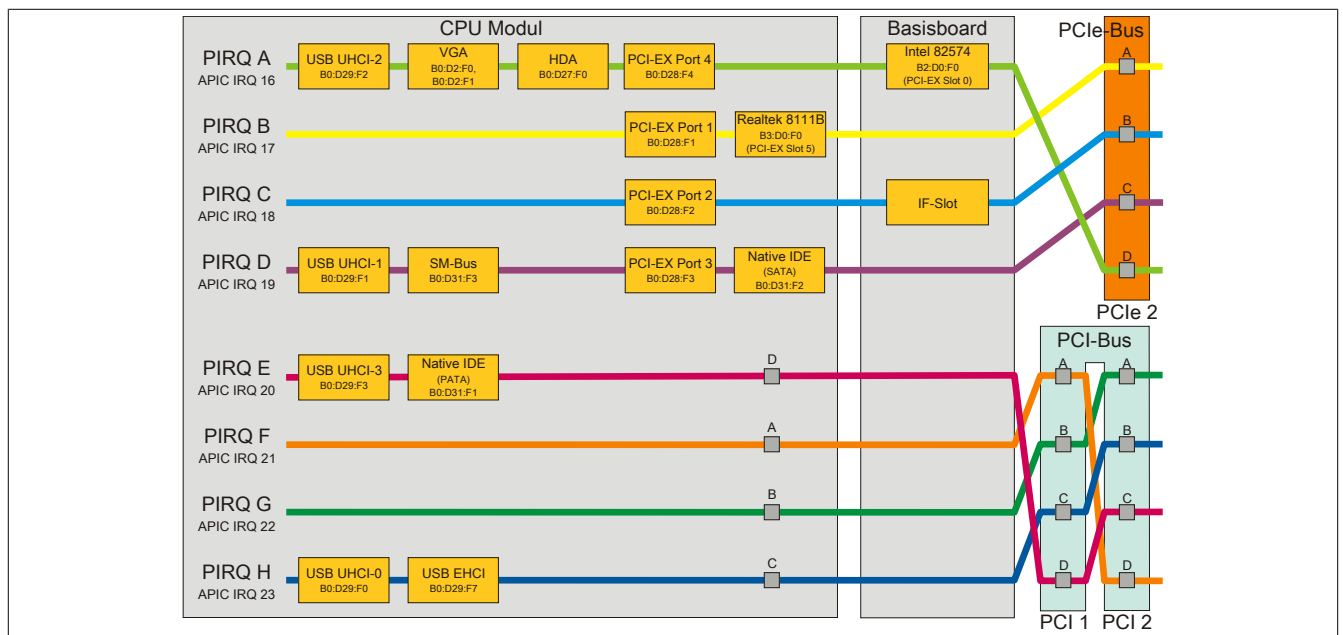 CPU Modul
Basisboard
PCIe-Bus
PIRQ A
APIC IRQ 16
USB UHCI-2
B0:D29:F2
VGA
B0:D2:F0,
B0:D2:F1
HDA
B0:D27:F0
PCI-EX Port 4
B0:D28:F4
Intel 82574
B2:D0:F0
(PCI-EX Slot 0)
A
PIRQ B
APIC IRQ 17
PCI-EX Port 1
B0:D28:F1
Realtek 8111B
B3:D0:F0
(PCI-EX Slot 5)
B
PIRQ C
APIC IRQ 18
PCI-EX Port 2
B0:D28:F2
IF-Slot
C
PIRQ D
APIC IRQ 19
USB UHCI-1
B0:D29:F1
SM-Bus
B0:D31:F3
PCI-EX Port 3
B0:D28:F3
Native IDE
(SATA)
B0:D31:F2
D
PCIe 2
PCI-Bus
PIRQ E
APIC IRQ 20
USB UHCI-3
B0:D29:F3
Native IDE
(PATA)
B0:D31:F1
D
A
A
PIRQ F
APIC IRQ 21
A
B
B
PIRQ G
APIC IRQ 22
B
C
C
PIRQ H
APIC IRQ 23
USB UHCI-0
B0:D29:F0
USB EHCI
B0:D29:F7
C
D
D
PCI 1
PCI 2